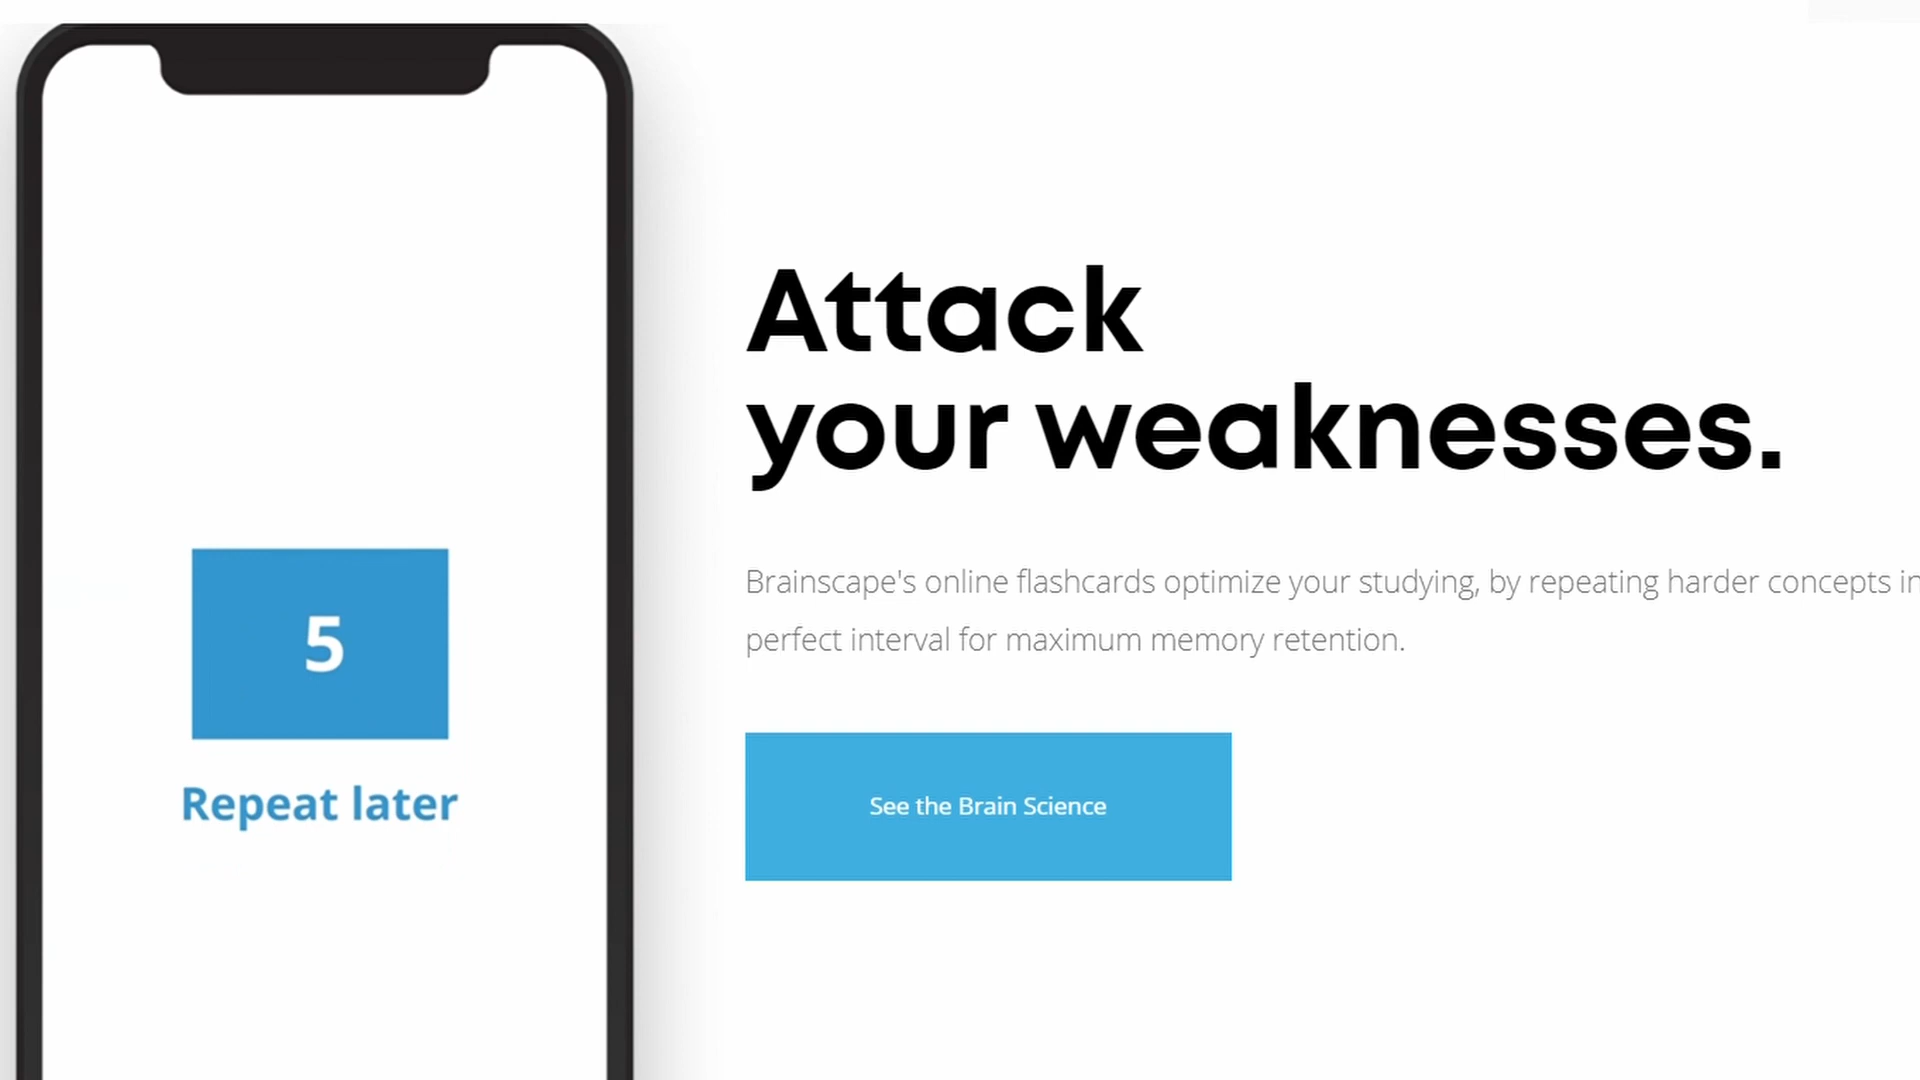 5
Repeat later
Attack
your weaknesses.
Brainscape's online flashcards optimize your studying, by repeating harder concepts in
perfect interval for maximum memory retention.
See the Brain Science